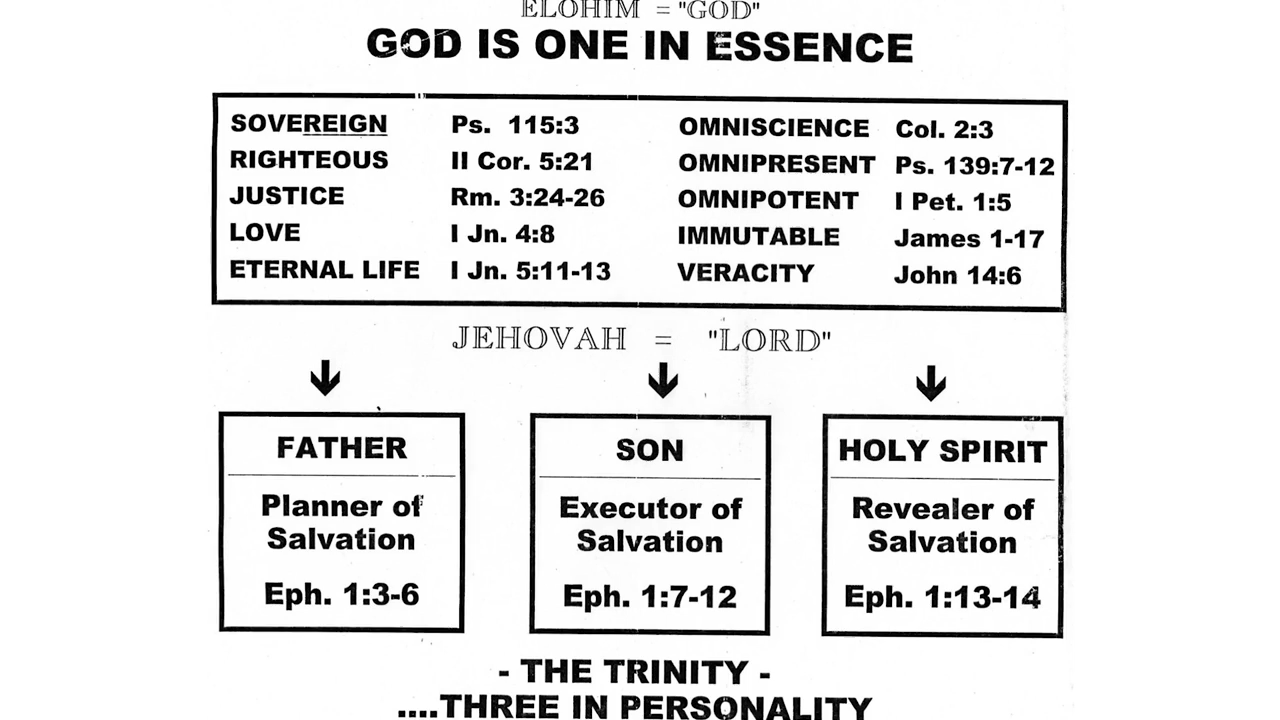 ELOHIM = "GOD"
GOD IS ONE IN ESSENCE
SOVEREIGN Ps. 115:3 OMNISCIENCE Col. 2:3
RIGHTEOUS II Cor. 5:21 OMNIPRESENT Ps. 139:7-12
JUSTICE Rm. 3:24-26 OMNIPOTENT I Pet. 1:5
LOVE I Jn. 4:8 IMMUTABLE James 1-17
ETERNAL LIFE I Jn. 5:11-13 VERACITY John 14:6
JEHOVAH = "LORD"
FATHER
Planner of
Salvation
Eph. 1:3-6
SON
Executor of
Salvation
Eph. 1:7-12
HOLY SPIRIT
Revealer of
Salvation
Eph. 1:13-14
- THE TRINITY -
....THREE IN PERSONALITY